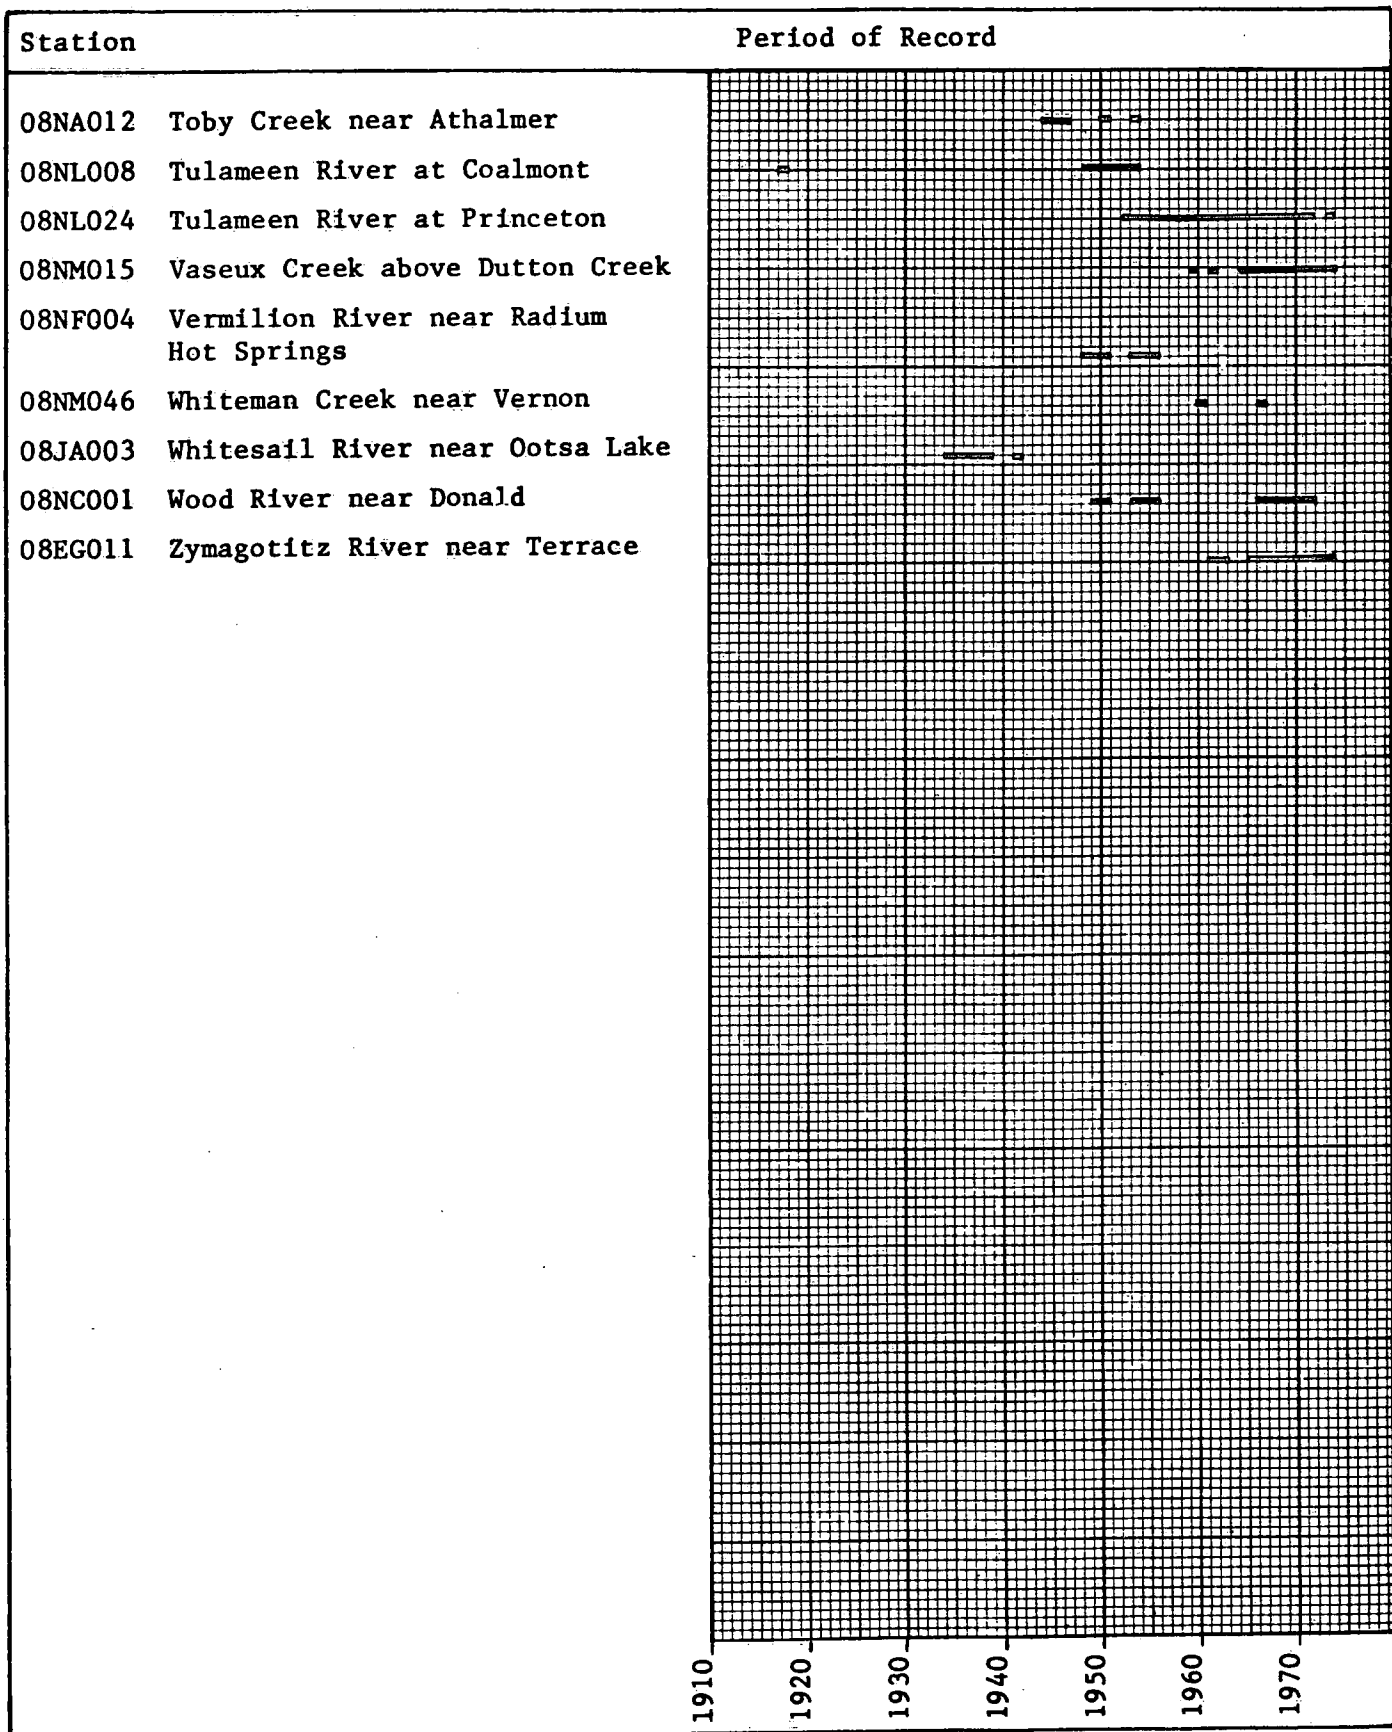 Station Period of Record
08NA012 Toby Creek near Athalmer
08NL008 Tulameen River at Coalmont
08NL024 Tulameen River at Princeton
08NM015 Vaseux Creek above Dutton Creek
08NF004 Vermilion River near Radium
Hot Springs
08NM046 Whiteman Creek near Vernon
08JA003 Whitesail River near Ootsa Lake
08NC001 Wood River near Donald
08EG011 Zymagotitz River near Terrace
1910 1920 1930 1940 1950 1960 1970